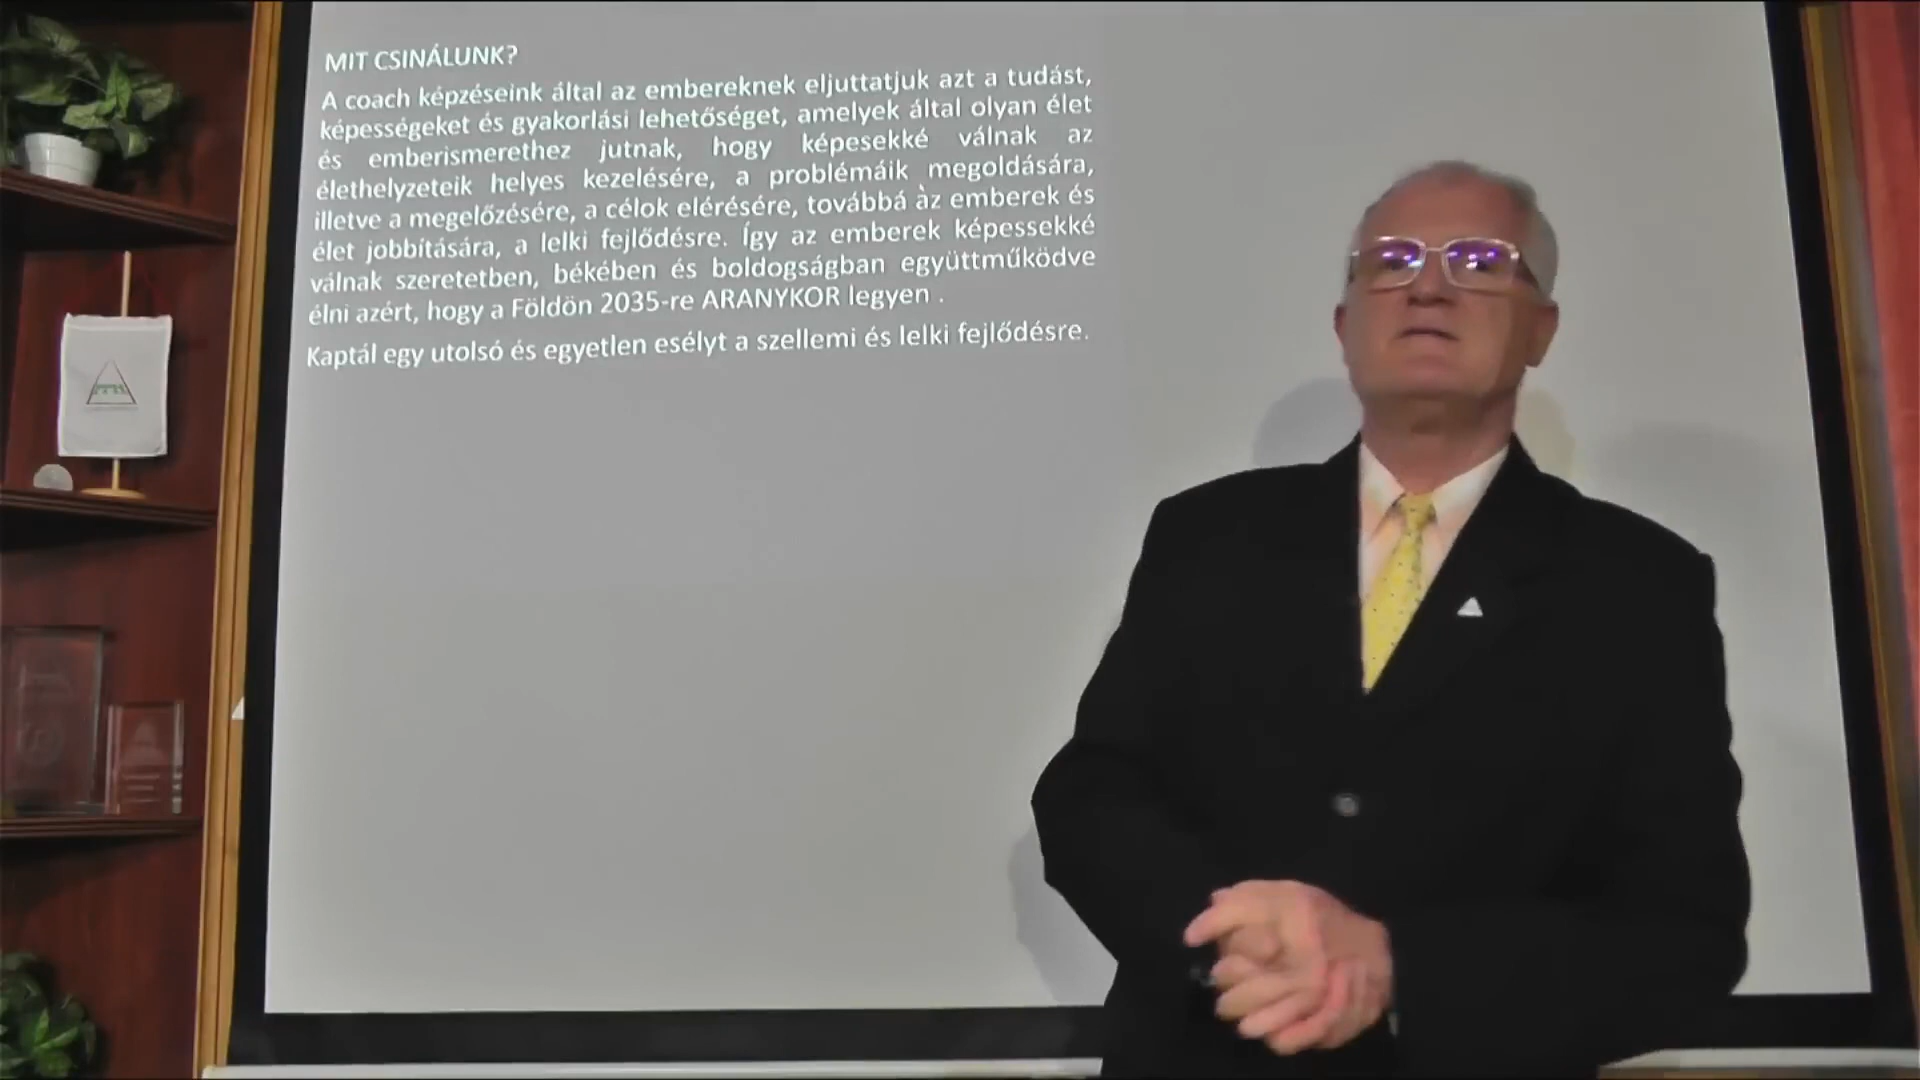 MIT CSINÁLUNK?
A coach képzéseink által az embereknek eljuttatjuk azt a tudást,
képességeket és gyakorlási lehetőséget, amelyek által olyan élet
és emberismerethez jutnak, hogy képesekké válnak az
élethelyzeteik helyes kezelésére, a problémáik megoldására,
illetve a megelőzésére, a célok elérésére, továbbá az emberek és
élet jobbítására, a lelki fejlődésre. Így az emberek képessekké
válnak szeretetben, békében és boldogságban együttműködve
élni azért, hogy a Földön 2035-re ARANYKOR legyen .
Kaptál egy utolsó és egyetlen esélyt a szellemi és lelki fejlődésre.